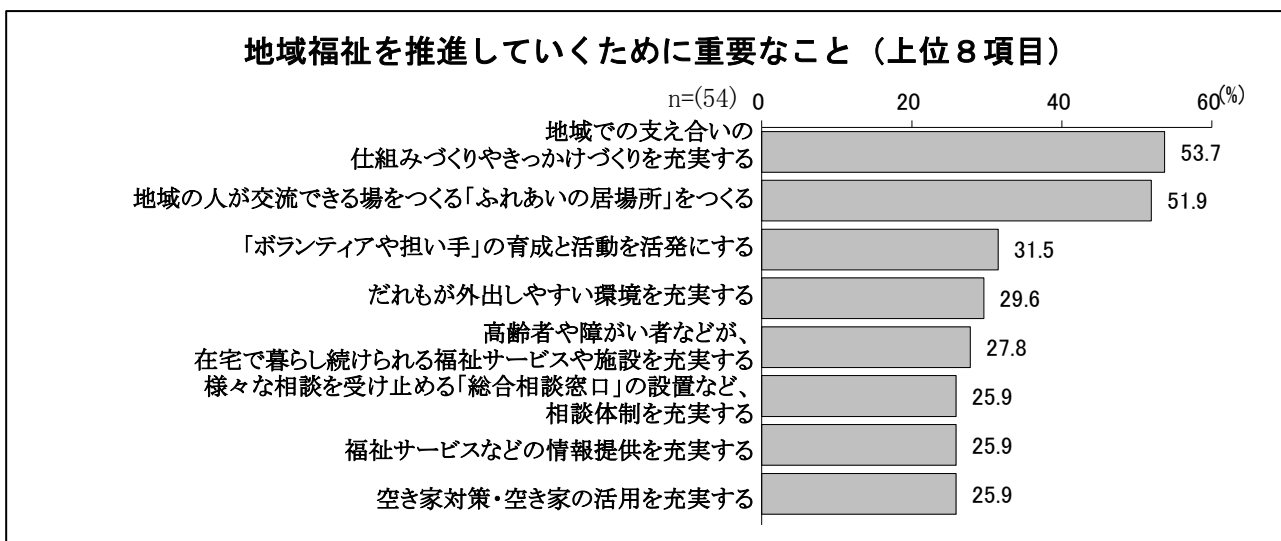 地域福祉を推進していくために重要なこと（上位８項目）
n=(54) 0 20 40 60 (%)
地域での支え合いの
仕組みづくりやきっかけづくりを充実する 53.7
地域の人が交流できる場をつくる「ふれあいの居場所」をつくる 51.9
「ボランティアや担い手」の育成と活動を活発にする 31.5
だれもが外出しやすい環境を充実する 29.6
高齢者や障がい者などが、
在宅で暮らし続けられる福祉サービスや施設を充実する 27.8
様々な相談を受け止める「総合相談窓口」の設置など、
相談体制を充実する 25.9
福祉サービスなどの情報提供を充実する 25.9
空き家対策・空き家の活用を充実する 25.9